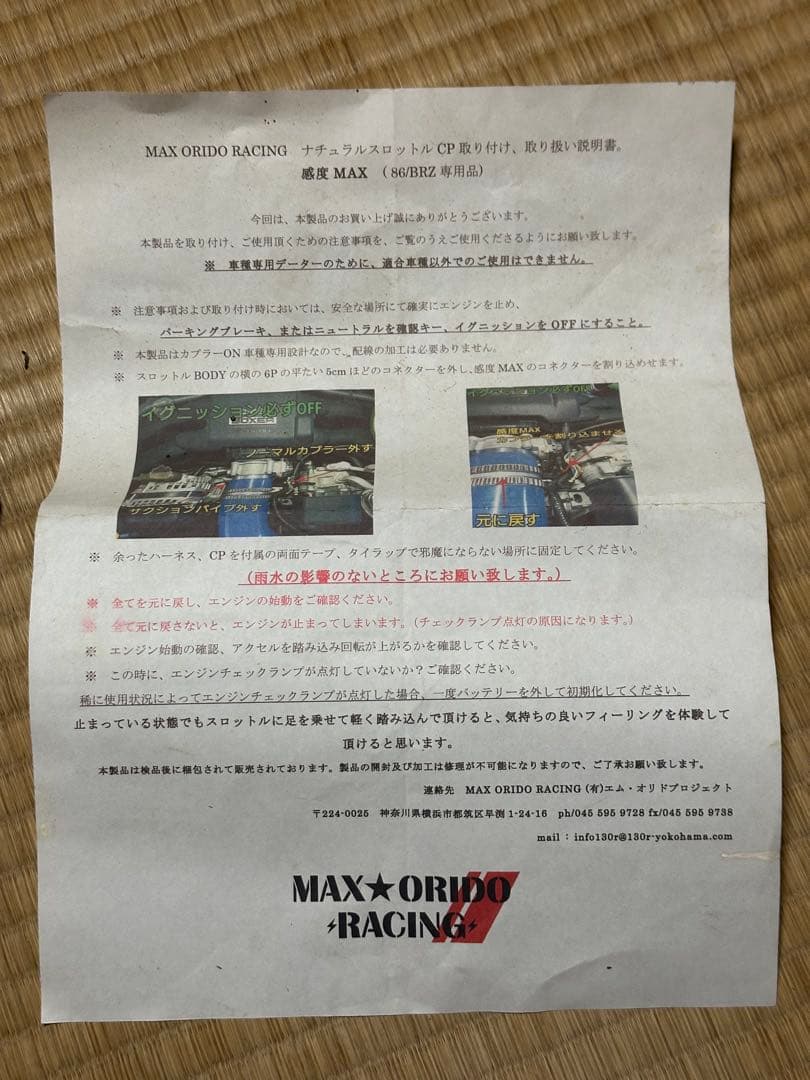 MAX ORIDO RACING ナチュラルスロットル CP 取り付け、取り扱い説明書。
感度 MAX （ 86/BRZ 専用品）
今回は、本製品のお買い上げ誠にありがとうございます。
本製品を取り付け、ご使用頂くための注意事項を、ご覧のうえご使用くださるようにお願い致します。
※ 車種専用データーのために、適合車種以外でのご使用はできません。
※ 注意事項および取り付け時においては、安全な場所にて確実にエンジンを止め、
パーキングブレーキ、またはニュートラルを確認キー、イグニッションを OFF にすること。
※ 本製品はカプラーON 車種専用設計なので、配線の加工は必要ありません。
※ スロットル BODY の横の 6P の平たい 5cm ほどのコネクターを外し、感度 MAX のコネクターを割り込めせます。
イグニッション必ずOFF
BOXER
ノーマルカプラー外す
サクションパイプ外す
イグニッション必ずOFF
感度MAX
カプラーを割り込ませる
元に戻す
※ 余ったハーネス、CP を付属の両面テープ、タイラップで邪魔にならない場所に固定してください。
（雨水の影響のないところにお願い致します。）
※ 全てを元に戻し、エンジンの始動をご確認ください。
※ 全て元に戻さないと、エンジンが止まってしまいます。（チェックランプ点灯の原因になります。）
※ エンジン始動の確認、アクセルを踏み込み回転が上がるかを確認してください。
※ この時に、エンジンチェックランプが点灯していないか？ご確認ください。
稀に使用状況によってエンジンチェックランプが点灯した場合、一度バッテリーを外して初期化してください。
止まっている状態でもスロットルに足を乗せて軽く踏み込んで頂けると、気持ちの良いフィーリングを体験して
頂けると思います。
本製品は検品後に梱包されて販売されております。製品の開封及び加工は修理が不可能になりますので、ご了承お願い致します。
連絡先 MAX ORIDO RACING (有)エム・オリドプロジェクト
〒224-0025 神奈川県横浜市都筑区早渕 1-24-16 ph/045 595 9728 fx/045 595 9738
mail : info130r@130r-yokohama.com
MAX★ORIDO
RACING